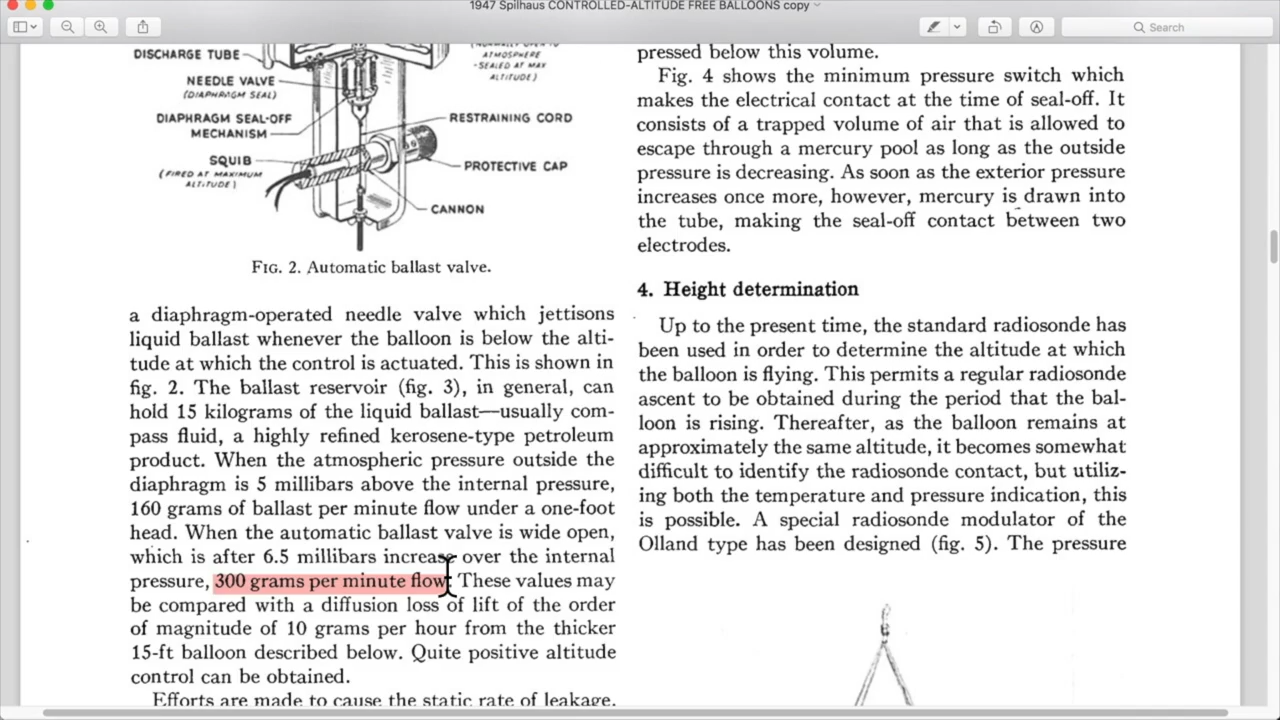 1947 Spilhaus CONTROLLED-ALTITUDE FREE BALLOONS copy
Search
DISCHARGE TUBE
NEEDLE VALVE
(DIAPHRAGM SEAL)
DIAPHRAGM SEAL-OFF
MECHANISM
SQUIB
(FIRED AT MAXIMUM
ALTITUDE)
ATMOSPHERE
-SEALED AT MAX
ALTITUDE)
RESTRAINING CORD
PROTECTIVE CAP
CANNON
FIG. 2. Automatic ballast valve.
a diaphragm-operated needle valve which jettisons
liquid ballast whenever the balloon is below the alti-
tude at which the control is actuated. This is shown in
fig. 2. The ballast reservoir (fig. 3), in general, can
hold 15 kilograms of the liquid ballast—usually com-
pass fluid, a highly refined kerosene-type petroleum
product. When the atmospheric pressure outside the
diaphragm is 5 millibars above the internal pressure,
160 grams of ballast per minute flow under a one-foot
head. When the automatic ballast valve is wide open,
which is after 6.5 millibars increase over the internal
pressure, 300 grams per minute flow. These values may
be compared with a diffusion loss of lift of the order
of magnitude of 10 grams per hour from the thicker
15-ft balloon described below. Quite positive altitude
control can be obtained.
Efforts are made to cause the static rate of leakage,
pressed below this volume.
Fig. 4 shows the minimum pressure switch which
makes the electrical contact at the time of seal-off. It
consists of a trapped volume of air that is allowed to
escape through a mercury pool as long as the outside
pressure is decreasing. As soon as the exterior pressure
increases once more, however, mercury is drawn into
the tube, making the seal-off contact between two
electrodes.
4. Height determination
Up to the present time, the standard radiosonde has
been used in order to determine the altitude at which
the balloon is flying. This permits a regular radiosonde
ascent to be obtained during the period that the bal-
loon is rising. Thereafter, as the balloon remains at
approximately the same altitude, it becomes somewhat
difficult to identify the radiosonde contact, but utiliz-
ing both the temperature and pressure indication, this
is possible. A special radiosonde modulator of the
Olland type has been designed (fig. 5). The pressure